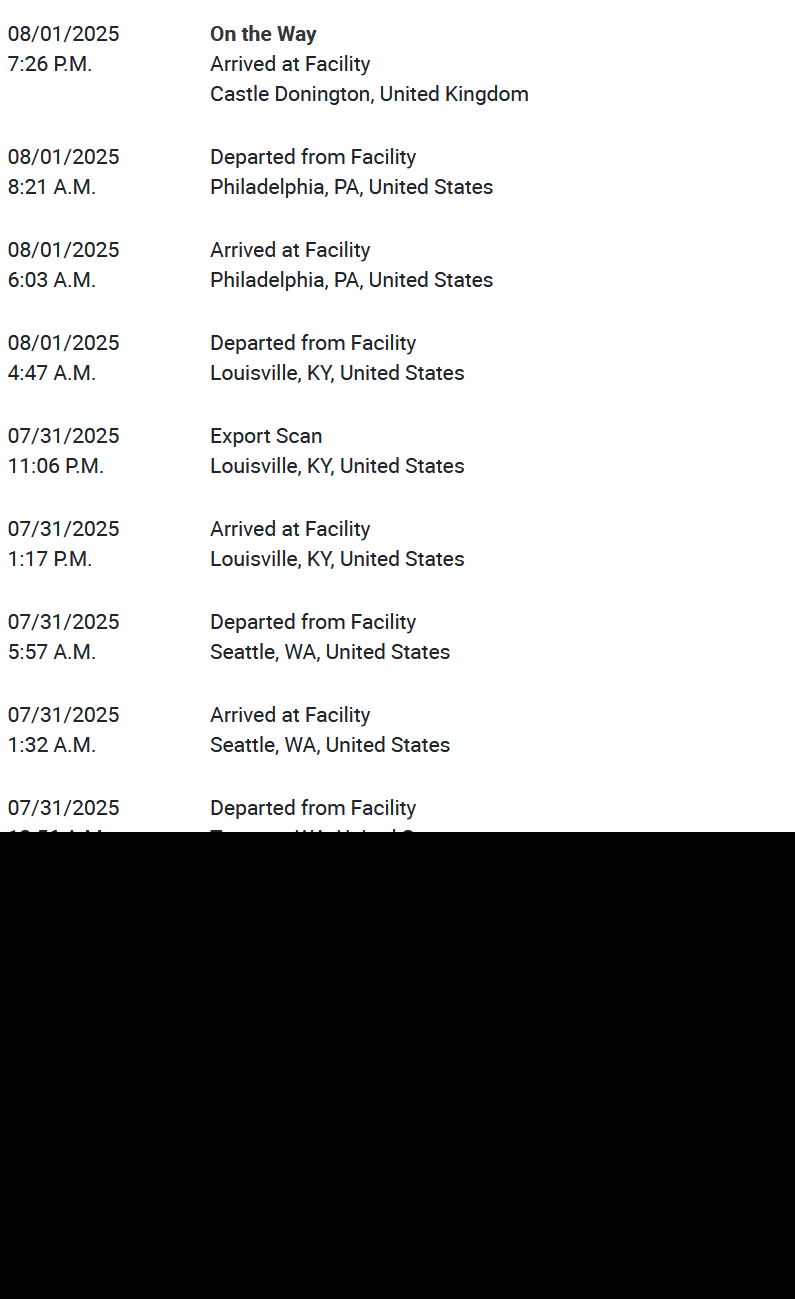 08/01/2025 On the Way
7:26 P.M. Arrived at Facility
Castle Donington, United Kingdom
08/01/2025 Departed from Facility
8:21 A.M. Philadelphia, PA, United States
08/01/2025 Arrived at Facility
6:03 A.M. Philadelphia, PA, United States
08/01/2025 Departed from Facility
4:47 A.M. Louisville, KY, United States
07/31/2025 Export Scan
11:06 P.M. Louisville, KY, United States
07/31/2025 Arrived at Facility
1:17 P.M. Louisville, KY, United States
07/31/2025 Departed from Facility
5:57 A.M. Seattle, WA, United States
07/31/2025 Arrived at Facility
1:32 A.M. Seattle, WA, United States
07/31/2025 Departed from Facility